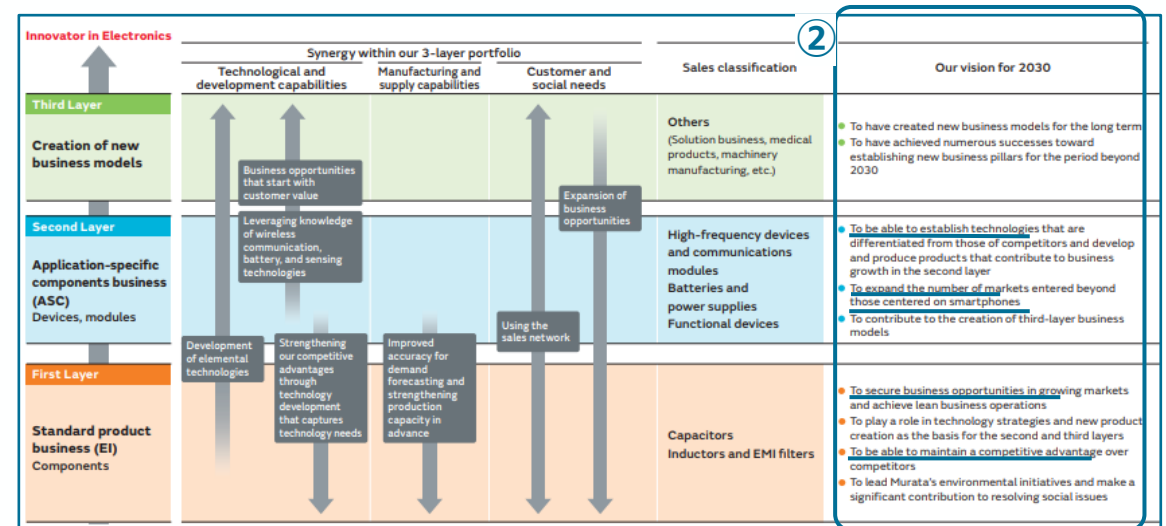 Innovator in Electronics
②
Synergy within our 3-layer portfolio
Technological and
development capabilities
Manufacturing and
supply capabilities
Customer and
social needs
Sales classification
Our vision for 2030
Third Layer
Creation of new
business models
Business opportunities
that start with
customer value
Expansion of
business
opportunities
Others
(Solution business, medical
products, machinery
manufacturing, etc.)
To have created new business models for the long term
To have achieved numerous successes toward
establishing new business pillars for the period beyond
2030
Second Layer
Application-specific
components business
(ASC)
Devices, modules
Leveraging knowledge
of wireless
communication,
battery, and sensing
technologies
High-frequency devices
and communications
modules
Batteries and
power supplies
Functional devices
To be able to establish technologies that are
differentiated from those of competitors and develop
and produce products that contribute to business
growth in the second layer
To expand the number of markets entered beyond
those centered on smartphones
To contribute to the creation of third-layer business
models
Development
of elemental
technologies
Strengthening
our competitive
advantages
through
technology
development
that captures
technology needs
Improved
accuracy for
demand
forecasting and
strengthening
production
capacity in
advance
Using the
sales network
First Layer
Standard product
business (EI)
Components
Capacitors
Inductors and EMI filters
To secure business opportunities in growing markets
and achieve lean business operations
To play a role in technology strategies and new product
creation as the basis for the second and third layers
To be able to maintain a competitive advantage over
competitors
To lead Murata's environmental initiatives and make a
significant contribution to resolving social issues